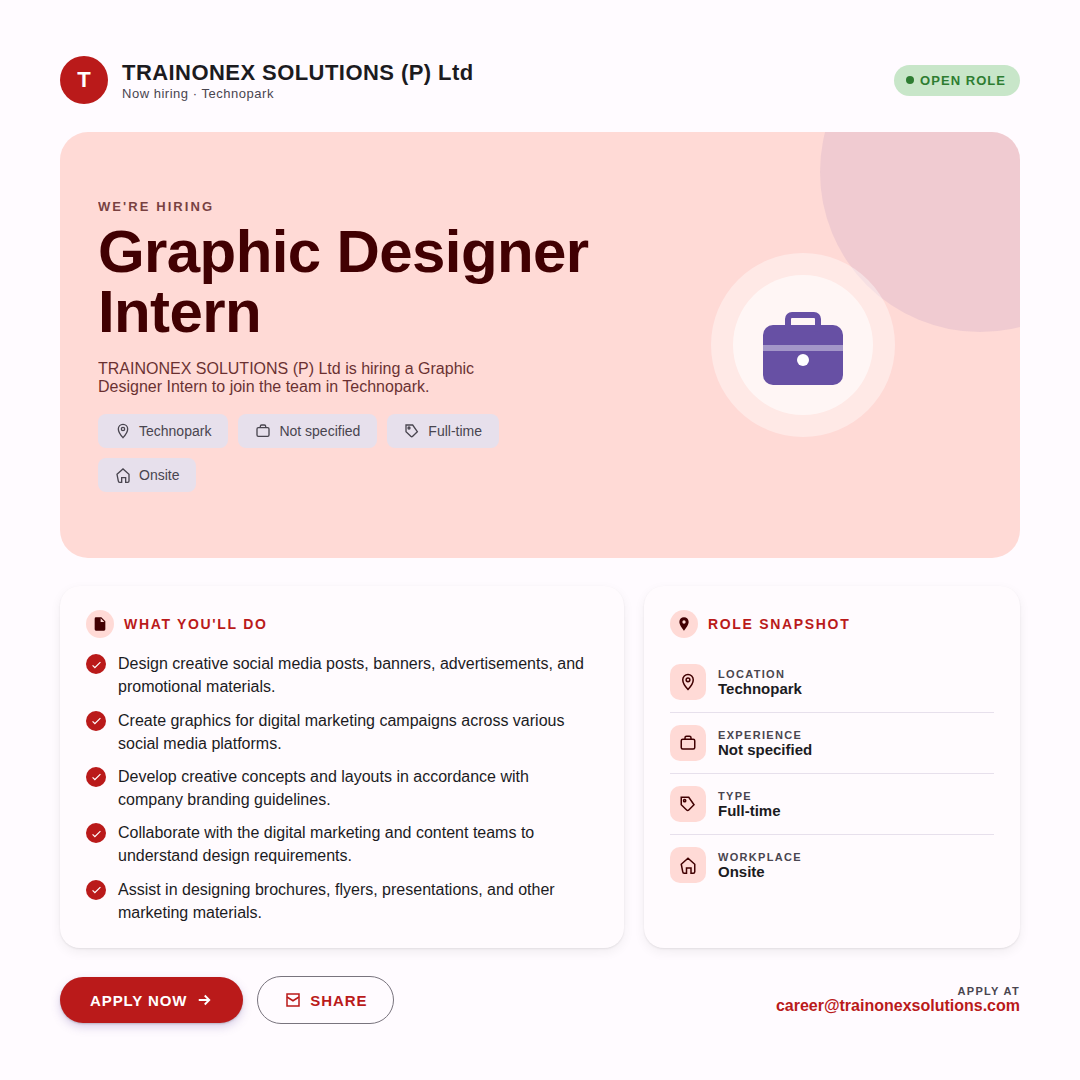 T
TRAINONEX SOLUTIONS (P) Ltd
Now hiring · Technopark
OPEN ROLE
WE'RE HIRING
Graphic Designer
Intern
TRAINONEX SOLUTIONS (P) Ltd is hiring a Graphic
Designer Intern to join the team in Technopark.
Technopark
Not specified
Full-time
Onsite
WHAT YOU'LL DO
Design creative social media posts, banners, advertisements, and
promotional materials.
Create graphics for digital marketing campaigns across various
social media platforms.
Develop creative concepts and layouts in accordance with
company branding guidelines.
Collaborate with the digital marketing and content teams to
understand design requirements.
Assist in designing brochures, flyers, presentations, and other
marketing materials.
ROLE SNAPSHOT
LOCATION
Technopark
EXPERIENCE
Not specified
TYPE
Full-time
WORKPLACE
Onsite
APPLY NOW
SHARE
APPLY AT
career@trainonexsolutions.com